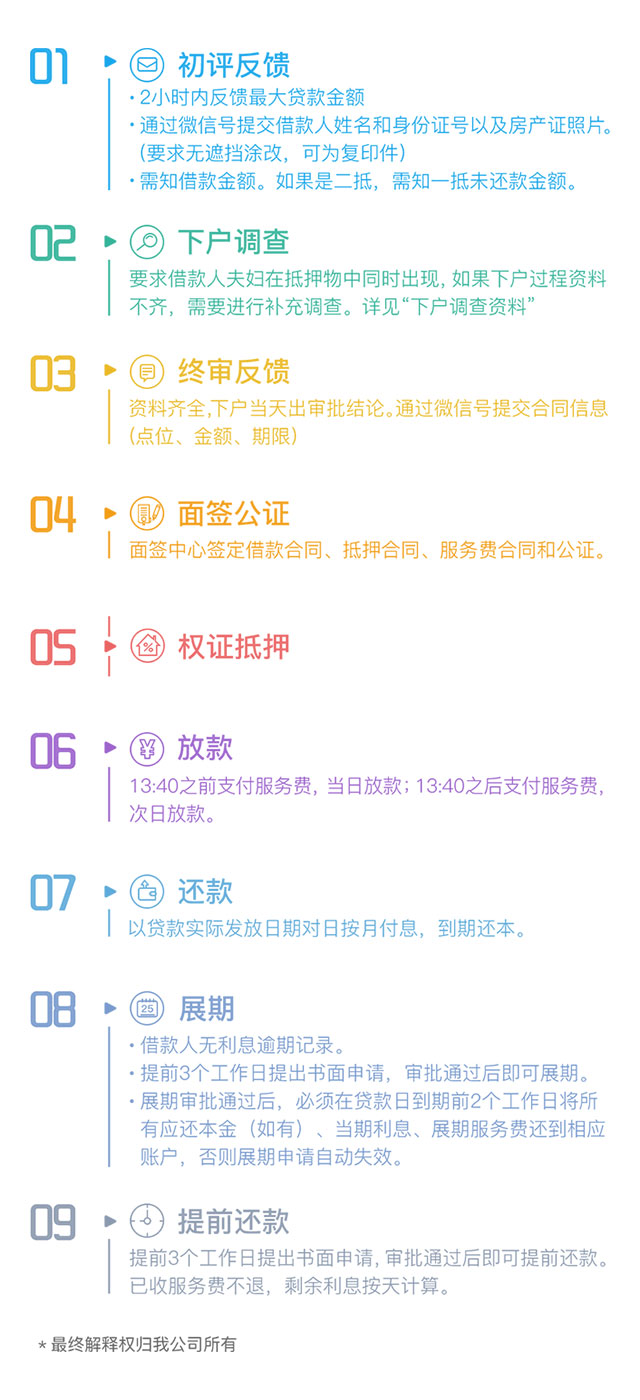 01 初评反馈
·2小时内反馈最大贷款金额
·通过微信号提交借款人姓名和身份证号以及房产证照片。
（要求无遮挡涂改，可为复印件）
·需知借款金额。如果是二抵，需知一抵未还款金额。
02 下户调查
要求借款人夫妇在抵押物中同时出现，如果下户过程资料
不齐，需要进行补充调查。详见“下户调查资料”
03 终审反馈
资料齐全,下户当天出审批结论。通过微信号提交合同信息
(点位、金额、期限)
04 面签公证
面签中心签定借款合同、抵押合同、服务费合同和公证。
05 权证抵押
06 放款
13:40之前支付服务费，当日放款；13:40之后支付服务费，
次日放款。
07 还款
以贷款实际发放日期对日按月付息，到期还本。
08 25 展期
·借款人无利息逾期记录。
·提前3个工作日提出书面申请，审批通过后即可展期。
·展期审批通过后，必须在贷款日到期前2个工作日将所
有应还本金（如有）、当期利息、展期服务费还到相应
账户，否则展期申请自动失效。
09 提前还款
提前3个工作日提出书面申请,审批通过后即可提前还款。
已收服务费不退，剩余利息按天计算。
*最终解释权归我公司所有